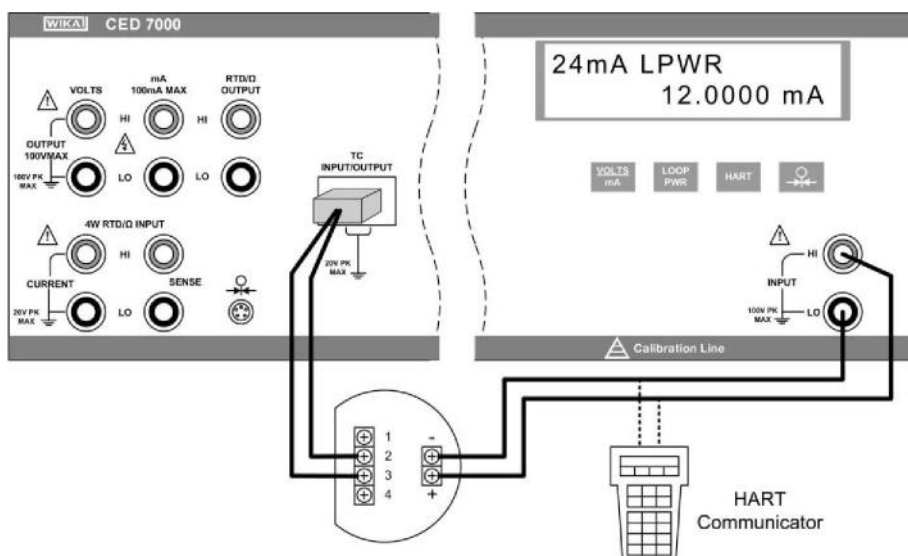 WIKAI CED 7000
24mA LPWR
12.0000 mA
VOLTS
mA
100mA MAX
RTD/Ω
OUTPUT
HI
HI
OUTPUT
100VMAX
100V PK
MAX
LO
LO
TC
INPUT/OUTPUT
20V PK
MAX
4W RTD/Ω INPUT
HI
CURRENT
SENSE
20V PK
MAX
LO
VOLTS
mA
LOOP
PWR
HART
HI
INPUT
100V PK
MAX
LO
Calibration Line
1
2
3
4
-
+
HART
Communicator